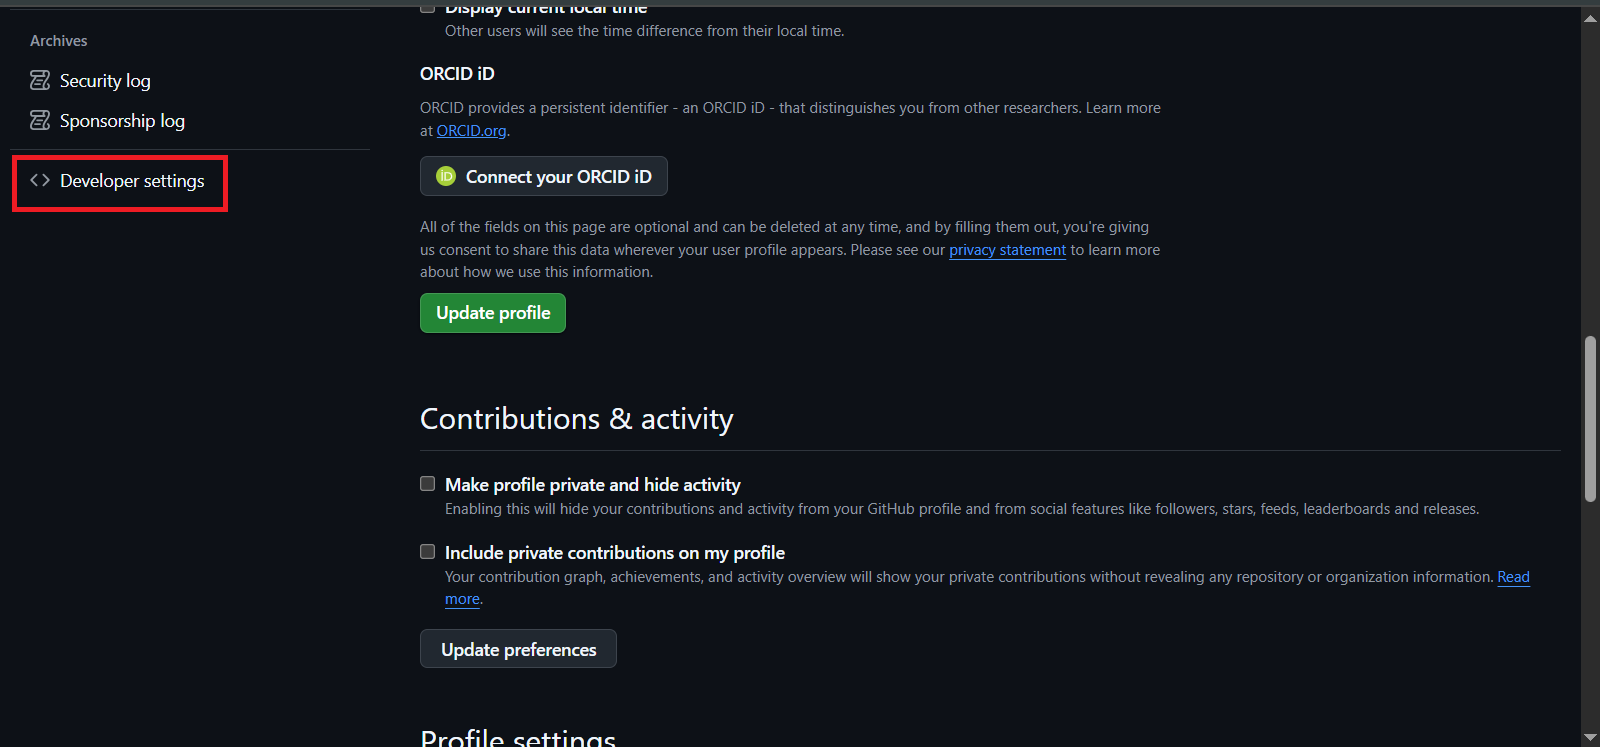 Archives
Security log
Sponsorship log
Developer settings
Display current local time
Other users will see the time difference from their local time.
ORCID iD
ORCID provides a persistent identifier - an ORCID iD - that distinguishes you from other researchers. Learn more
at ORCID.org.
iD Connect your ORCID iD
All of the fields on this page are optional and can be deleted at any time, and by filling them out, you're giving
us consent to share this data wherever your user profile appears. Please see our privacy statement to learn more
about how we use this information.
Update profile
Contributions & activity
Make profile private and hide activity
Enabling this will hide your contributions and activity from your GitHub profile and from social features like followers, stars, feeds, leaderboards and releases.
Include private contributions on my profile
Your contribution graph, achievements, and activity overview will show your private contributions without revealing any repository or organization information. Read
more.
Update preferences
Profile settings